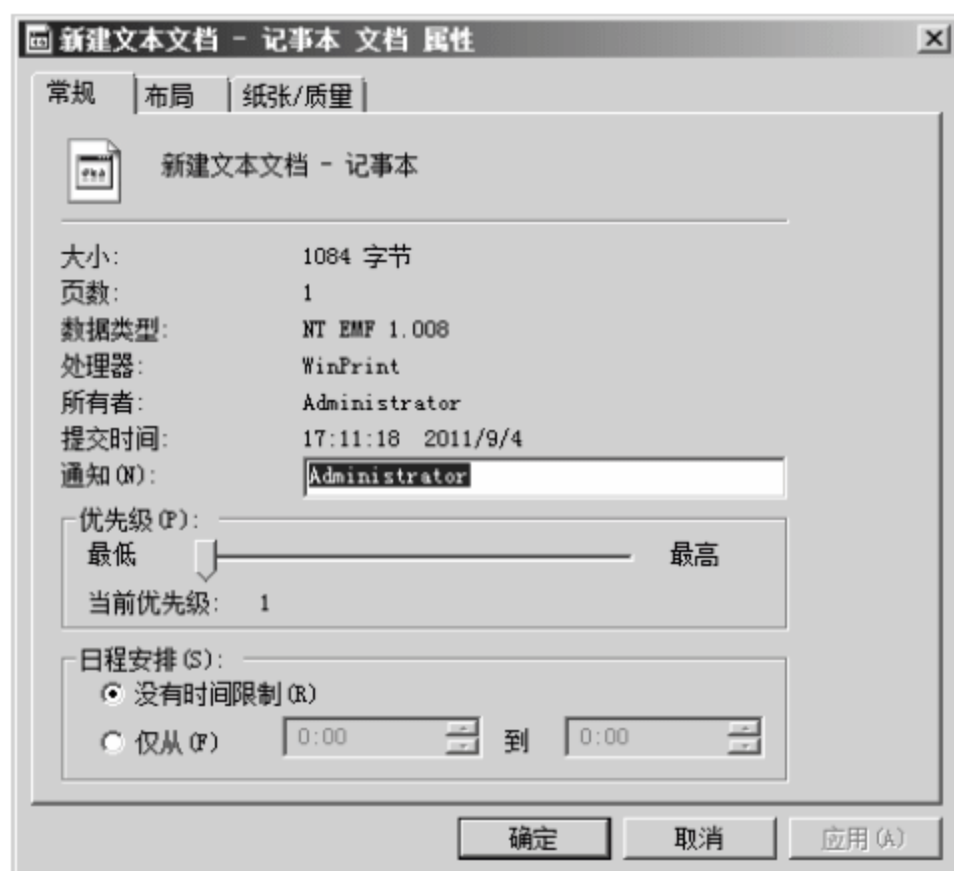 新建文本文档 - 记事本 文档 属性
常规 布局 纸张/质量
新建文本文档 - 记事本
大小: 1084 字节
页数: 1
数据类型: NT EMF 1.008
处理器: WinPrint
所有者: Administrator
提交时间: 17:11:18 2011/9/4
通知(N): Administrator
优先级(P):
最低 最高
当前优先级: 1
日程安排(S):
没有时间限制(R)
仅从(F) 0:00 到 0:00
确定 取消 应用(A)